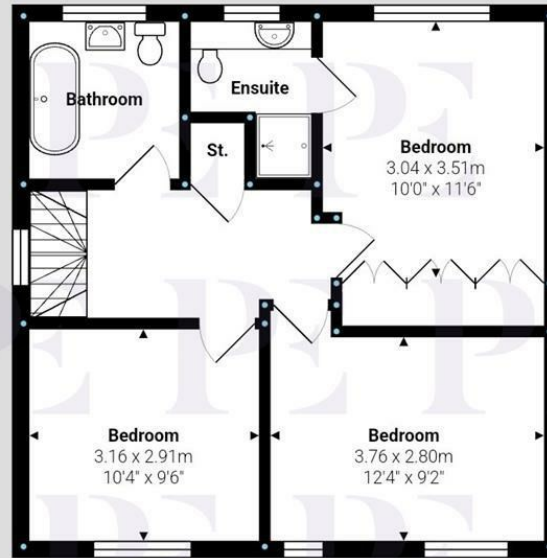 Bathroom
Ensuite
St.
Bedroom
3.04 x 3.51m
10'0" x 11'6"
Bedroom
3.16 x 2.91m
10'4" x 9'6"
Bedroom
3.76 x 2.80m
12'4" x 9'2"